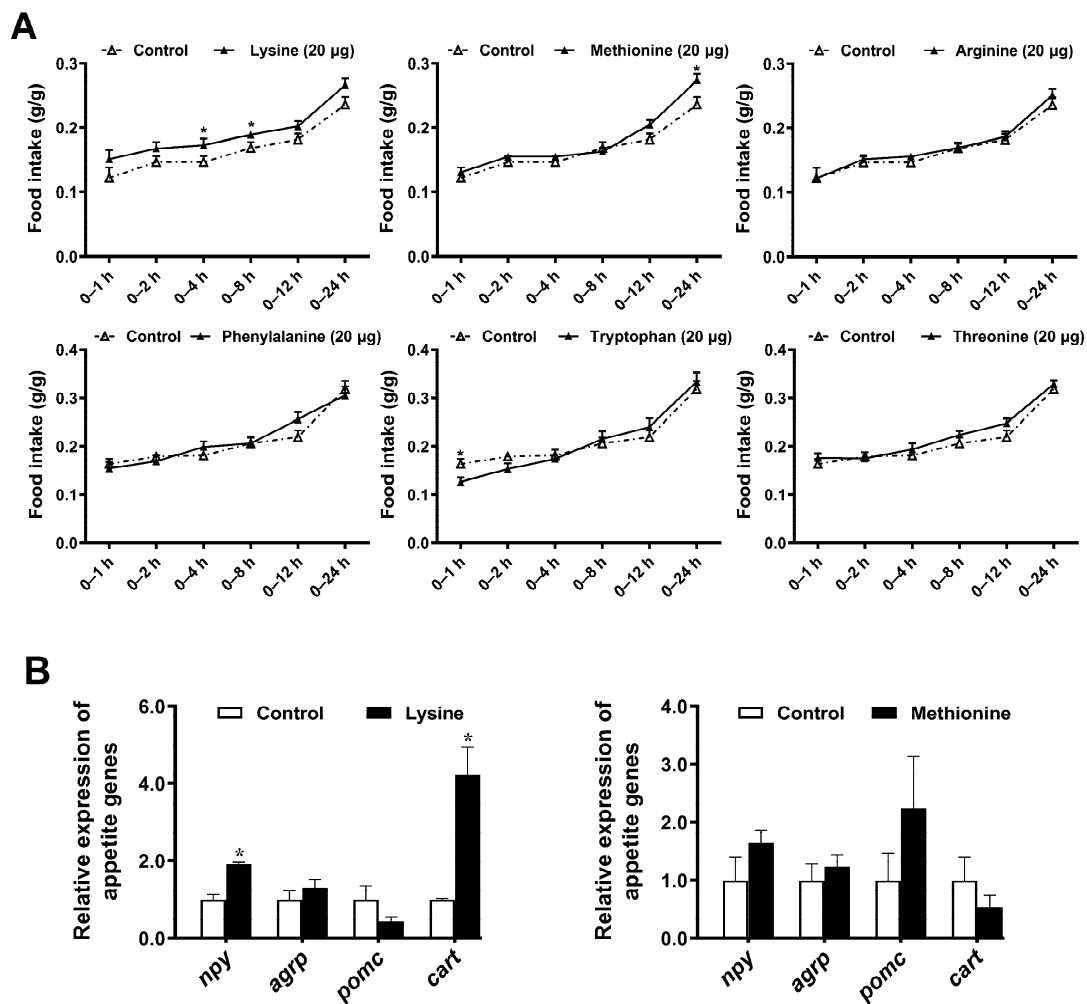 A
Control Lysine (20 µg)
Food intake (g/g)
0.3
0.2
0.1
0.0
0–1 h
0–2 h
0–4 h
0–8 h
0–12 h
0–24 h
*
*
Control Methionine (20 µg)
Food intake (g/g)
0.3
0.2
0.1
0.0
0–1 h
0–2 h
0–4 h
0–8 h
0–12 h
0–24 h
*
Control Arginine (20 µg)
Food intake (g/g)
0.3
0.2
0.1
0.0
0–1 h
0–2 h
0–4 h
0–8 h
0–12 h
0–24 h
Control Phenylalanine (20 µg)
Food intake (g/g)
0.4
0.3
0.2
0.1
0.0
0–1 h
0–2 h
0–4 h
0–8 h
0–12 h
0–24 h
Control Tryptophan (20 µg)
Food intake (g/g)
0.4
0.3
0.2
0.1
0.0
0–1 h
0–2 h
0–4 h
0–8 h
0–12 h
0–24 h
*
Control Threonine (20 µg)
Food intake (g/g)
0.4
0.3
0.2
0.1
0.0
0–1 h
0–2 h
0–4 h
0–8 h
0–12 h
0–24 h
B
Control Lysine
Relative expression of
appetite genes
6.0
4.0
2.0
0.0
*
*
npy
agrp
pomc
cart
Control Methionine
Relative expression of
appetite genes
4.0
3.0
2.0
1.0
0.0
npy
agrp
pomc
cart